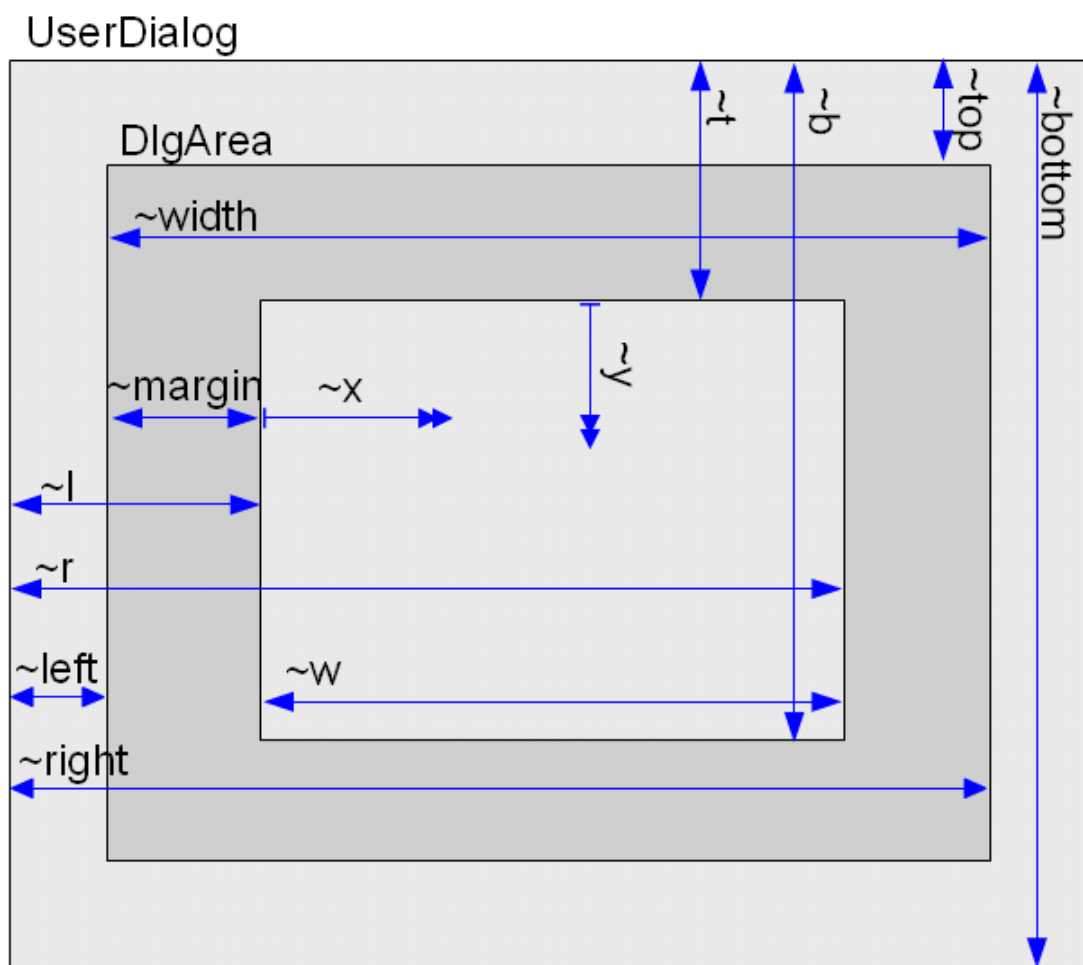 UserDialog
~t
~b
~top
~bottom
DlgArea
~width
~y
~margin
~x
~l
~r
~left
~w
~right